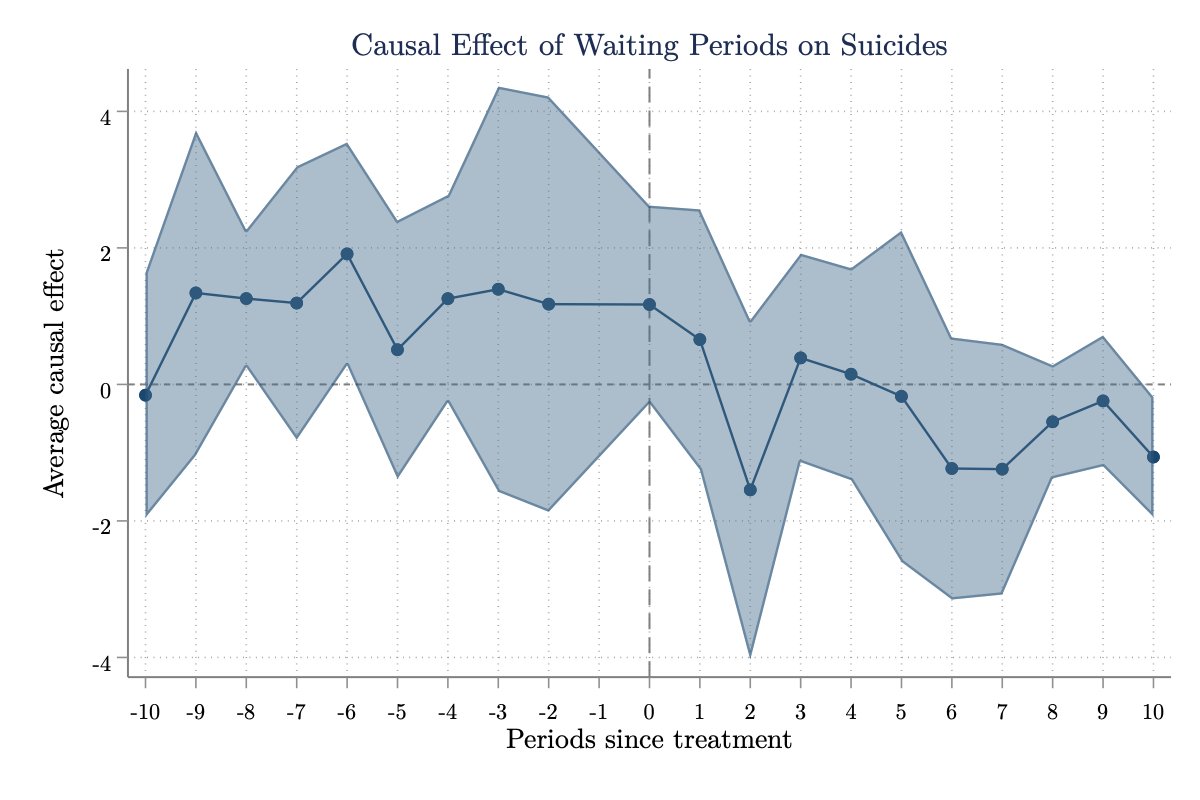 Causal Effect of Waiting Periods on Suicides
Average causal effect
4
2
0
-2
-4
-10 -9 -8 -7 -6 -5 -4 -3 -2 -1 0 1 2 3 4 5 6 7 8 9 10
Periods since treatment